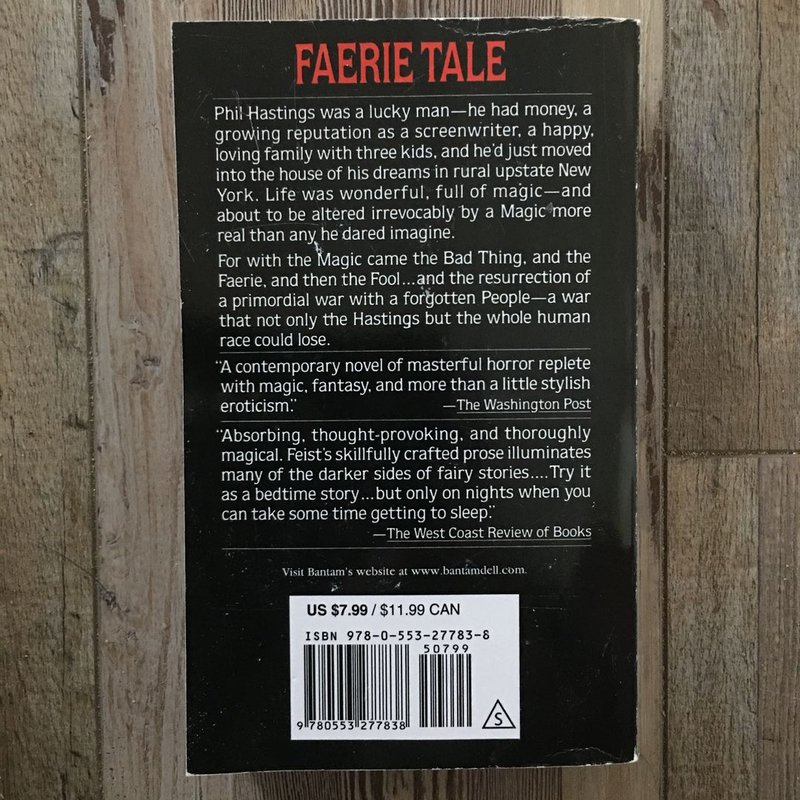 FAERIE TALE
Phil Hastings was a lucky man—he had money, a
growing reputation as a screenwriter, a happy,
loving family with three kids, and he'd just moved
into the house of his dreams in rural upstate New
York. Life was wonderful, full of magic—and
about to be altered irrevocably by a Magic more
real than any he dared imagine.
For with the Magic came the Bad Thing, and the
Faerie, and then the Fool...and the resurrection of
a primordial war with a forgotten People—a war
that not only the Hastings but the whole human
race could lose.
"A contemporary novel of masterful horror replete
with magic, fantasy, and more than a little stylish
eroticism." —The Washington Post
"Absorbing, thought-provoking, and thoroughly
magical. Feist's skillfully crafted prose illuminates
many of the darker sides of fairy stories....Try it
as a bedtime story...but only on nights when you
can take some time getting to sleep."
—The West Coast Review of Books
Visit Bantam's website at www.bantamdell.com.
US $7.99 / $11.99 CAN
ISBN 978-0-553-27783-8
50799
9 780553 277838
S